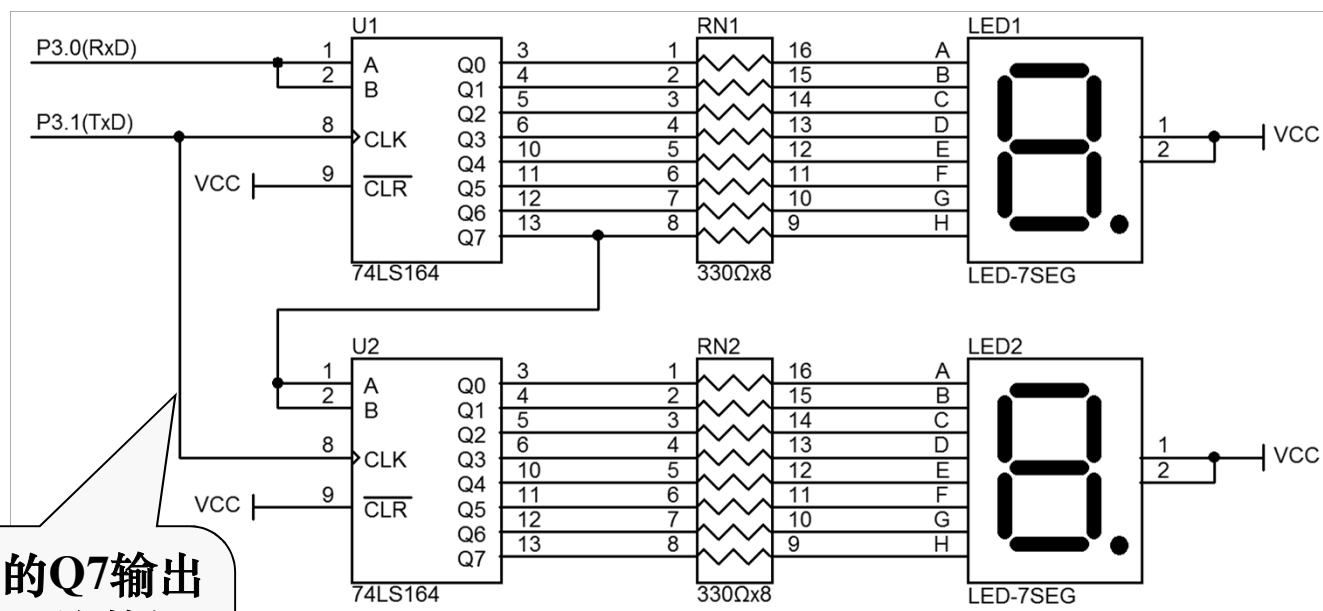 U1 RN1 LED1
P3.0(RxD) 1 A Q0 3 1 16 A
2 B Q1 4 2 15 B
Q2 5 3 14 C
P3.1(TxD) 8 CLK Q3 6 4 13 D 1 VCC
Q4 10 5 12 E 2
VCC 9 CLR Q5 11 6 11 F
Q6 12 7 10 G
Q7 13 8 9 H
74LS164 330Ωx8 LED-7SEG
U2 RN2 LED2
1 A Q0 3 1 16 A
2 B Q1 4 2 15 B
Q2 5 3 14 C
8 CLK Q3 6 4 13 D 1 VCC
Q4 10 5 12 E 2
VCC 9 CLR Q5 11 6 11 F
Q6 12 7 10 G
Q7 13 8 9 H
74LS164 330Ωx8 LED-7SEG
的Q7输出